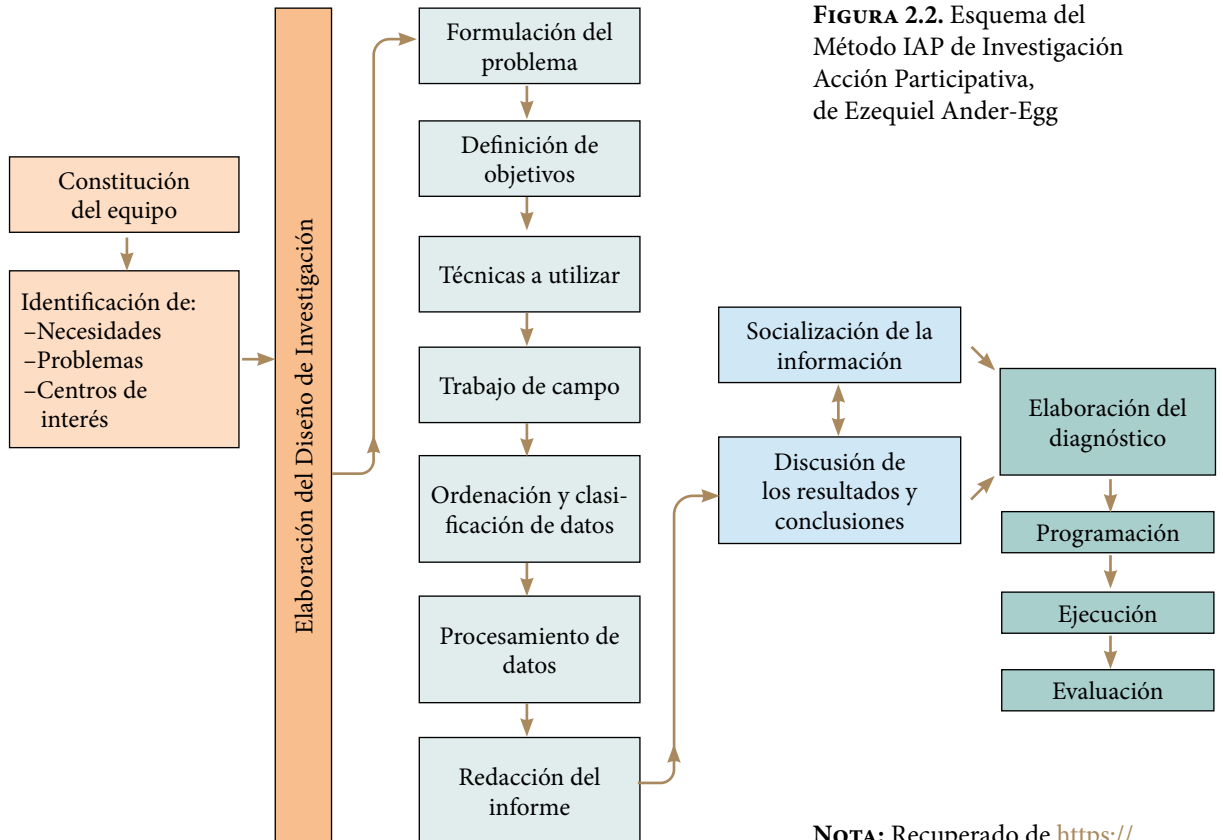 FIGURA 2.2. Esquema del
Método IAP de Investigación
Acción Participativa,
de Ezequiel Ander-Egg
Constitución
del equipo
Identificación de:
–Necesidades
–Problemas
–Centros de
interés
Elaboración del Diseño de Investigación
Formulación del
problema
Definición de
objetivos
Técnicas a utilizar
Trabajo de campo
Ordenación y clasi-
ficación de datos
Procesamiento de
datos
Redacción del
informe
Socialización de la
información
Discusión de
los resultados y
conclusiones
Elaboración del
diagnóstico
Programación
Ejecución
Evaluación
NOTA: Recuperado de https://